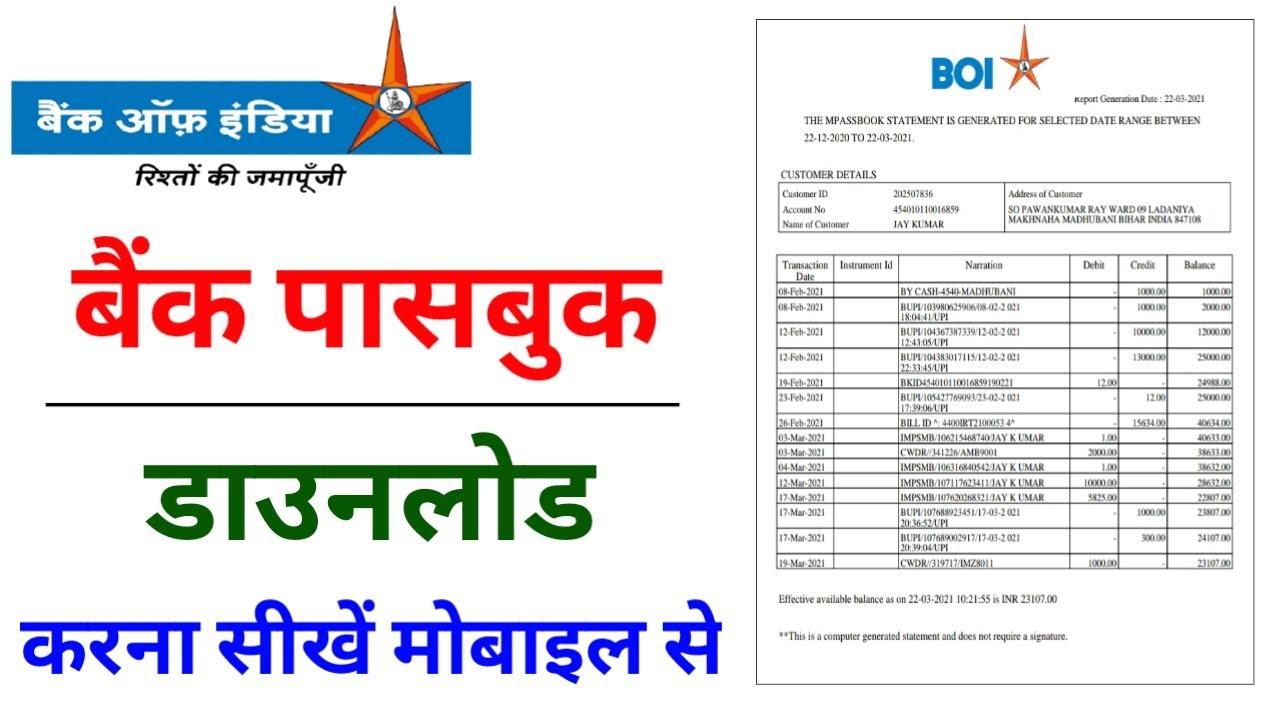 बैंक ऑफ़ इंडिया
रिश्तों की जमापूँजी
बैंक पासबुक
डाउनलोड
करना सीखें मोबाइल से
BOI
Report Generation Date : 22-03-2021
THE MPASSBOOK STATEMENT IS GENERATED FOR SELECTED DATE RANGE BETWEEN
22-12-2020 TO 22-03-2021.
CUSTOMER DETAILS
Customer ID 202507836 Address of Customer
Account No 454010110016859 SO PAWANKUMAR RAY WARD 09 LADANIYA
Name of Customer JAY KUMAR MAKHNAHA MADHUBANI BIHAR INDIA 847108
Transaction Date Instrument Id Narration Debit Credit Balance
08-Feb-2021 BY CASH-4540-MADHUBANI - 1000.00 1000.00
08-Feb-2021 BUPI/103980625906/08-02-2 021 - 1000.00 2000.00
18:04:41/UPI
12-Feb-2021 BUPI/104367387339/12-02-2 021 - 10000.00 12000.00
12:43:05/UPI
12-Feb-2021 BUPI/104383017115/12-02-2 021 - 13000.00 25000.00
22:33:45/UPI
19-Feb-2021 BKID454010110016859190221 12.00 - 24988.00
23-Feb-2021 BUPI/105427769093/23-02-2 021 - 12.00 25000.00
17:39:06/UPI
26-Feb-2021 BILL ID ^: 4400IRT2100053 4^ - 15634.00 40634.00
03-Mar-2021 IMPSMB/106215468740/JAY K UMAR 1.00 - 40633.00
03-Mar-2021 CWDR//341226/AMB9001 2000.00 - 38633.00
04-Mar-2021 IMPSMB/106316840542/JAY K UMAR 1.00 - 38632.00
12-Mar-2021 IMPSMB/107117623411/JAY K UMAR 10000.00 - 28632.00
17-Mar-2021 IMPSMB/107620268321/JAY K UMAR 5825.00 - 22807.00
17-Mar-2021 BUPI/107688923451/17-03-2 021 - 1000.00 23807.00
20:36:52/UPI
17-Mar-2021 BUPI/107689002917/17-03-2 021 - 300.00 24107.00
20:39:04/UPI
19-Mar-2021 CWDR//319717/IMZ8011 1000.00 - 23107.00
Effective available balance as on 22-03-2021 10:21:55 is INR 23107.00
**This is a computer generated statement and does not require a signature.